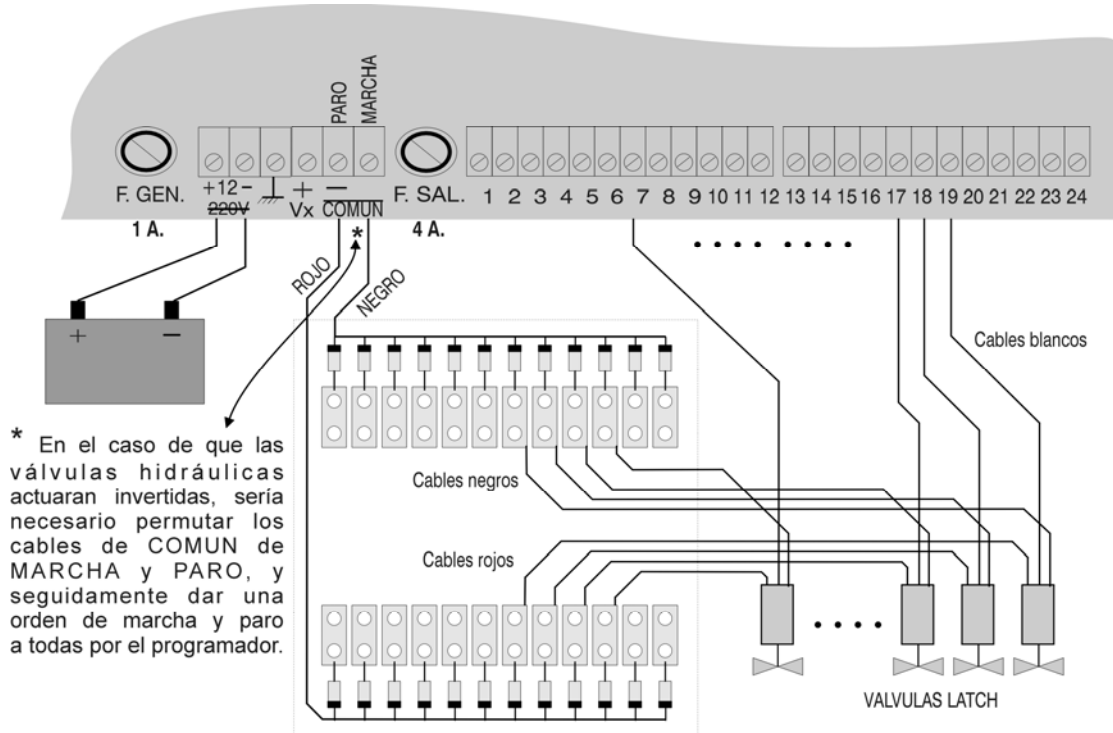 PARO
MARCHA
F. GEN.
1 A.
+12 -
220V
+ -
Vx COMUN
*
F. SAL.
4 A.
1 2 3 4 5 6 7 8 9 10 11 12 13 14 15 16 17 18 19 20 21 22 23 24
ROJO
NEGRO
+ -
Cables blancos
* En el caso de que las
válvulas hidráulicas
actuaran invertidas, sería
necesario permutar los
cables de COMUN de
MARCHA y PARO, y
seguidamente dar una
orden de marcha y paro
a todas por el programador.
Cables negros
Cables rojos
VALVULAS LATCH